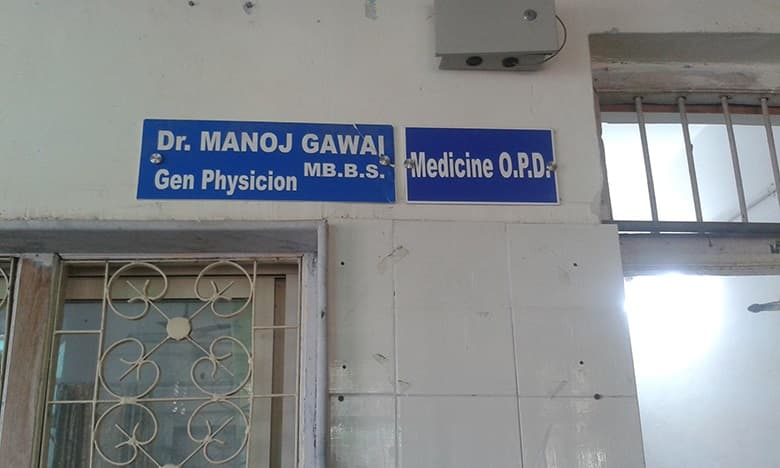 Dr. MANOJ GAWAI
MB.B.S.
Gen Physicion
Medicine O.P.D.